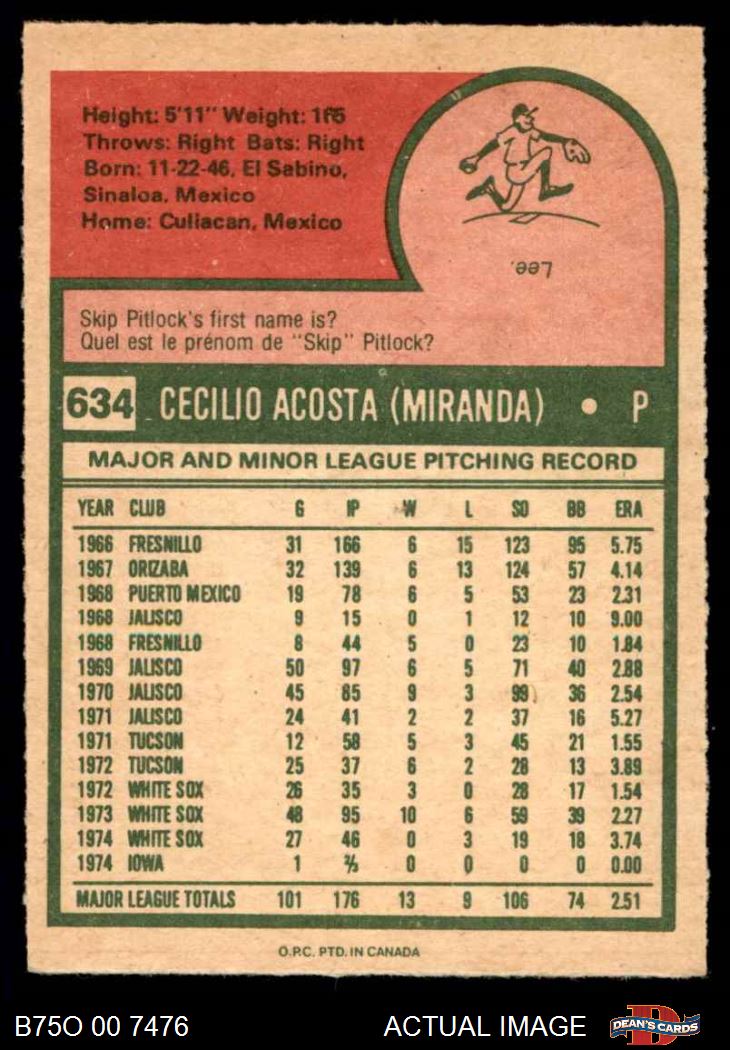 Height: 5'11" Weight: 165
Throws: Right Bats: Right
Born: 11-22-46, El Sabino,
Sinaloa, Mexico
Home: Culiacan, Mexico
Lee.
Skip Pitlock's first name is?
Quel est le prénom de "Skip" Pitlock?
634 CECILIO ACOSTA (MIRANDA) • P
MAJOR AND MINOR LEAGUE PITCHING RECORD
YEAR CLUB G IP W L SO BB ERA
1966 FRESNILLO 31 166 6 15 123 95 5.75
1967 ORIZABA 32 139 6 13 124 57 4.14
1968 PUERTO MEXICO 19 78 6 5 53 23 2.31
1968 JALISCO 9 15 0 1 12 10 9.00
1968 FRESNILLO 8 44 5 0 23 10 1.84
1969 JALISCO 50 97 6 5 71 40 2.88
1970 JALISCO 45 85 9 3 99 36 2.54
1971 JALISCO 24 41 2 2 37 16 5.27
1971 TUCSON 12 58 5 3 45 21 1.55
1972 TUCSON 25 37 6 2 28 13 3.89
1972 WHITE SOX 26 35 3 0 28 17 1.54
1973 WHITE SOX 48 95 10 6 59 39 2.27
1974 WHITE SOX 27 46 0 3 19 18 3.74
1974 IOWA 1 ⅔ 0 0 0 0 0.00
MAJOR LEAGUE TOTALS 101 176 13 9 106 74 2.51
O.P.C. PTD. IN CANADA
B75O 00 7476 ACTUAL IMAGE D DEAN'S CARDS